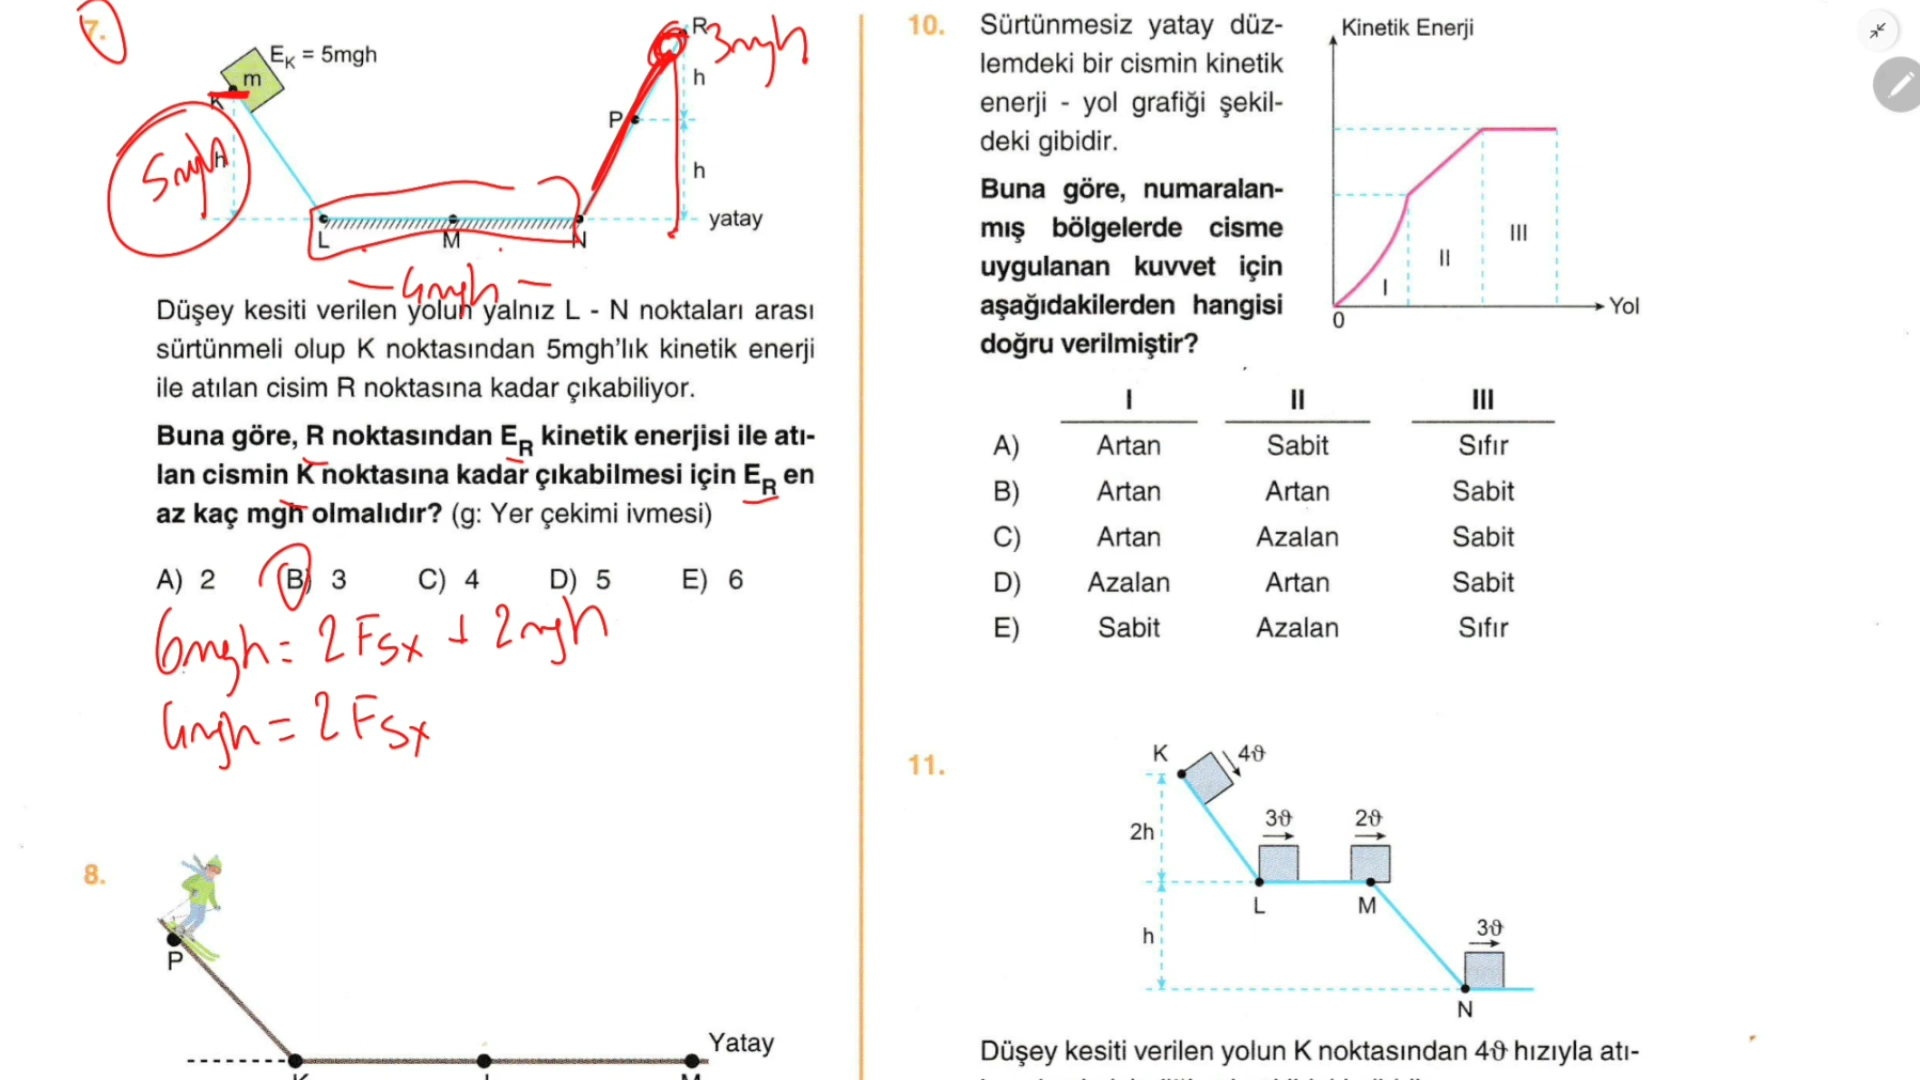 7.
E_K = 5mgh
m
K
h
5mgh
R
3mgh
h
P
h
yatay
L
M
N
4mgh
Düşey kesiti verilen yolun yalnız L - N noktaları arası
sürtünmeli olup K noktasından 5mgh'lık kinetik enerji
ile atılan cisim R noktasına kadar çıkabiliyor.
Buna göre, R noktasından E_R kinetik enerjisi ile atı-
lan cismin K noktasına kadar çıkabilmesi için E_R en
az kaç mgh olmalıdır? (g: Yer çekimi ivmesi)
A) 2 B) 3 C) 4 D) 5 E) 6
6mgh = 2Fsx + 2mgh
4mgh = 2Fsx
8.
P
Yatay
10. Sürtünmesiz yatay düz-
lemdeki bir cismin kinetik
enerji - yol grafiği şekil-
deki gibidir.
Buna göre, numaralan-
mış bölgelerde cisme
uygulanan kuvvet için
aşağıdakilerden hangisi
doğru verilmiştir?
Kinetik Enerji
I
II
III
Yol
0
I II III
A) Artan Sabit Sıfır
B) Artan Artan Sabit
C) Artan Azalan Sabit
D) Azalan Artan Sabit
E) Sabit Azalan Sıfır
11.
K
4ϑ
2h
3ϑ
2ϑ
L
M
h
3ϑ
N
Düşey kesiti verilen yolun K noktasından 4ϑ hızıyla atı-